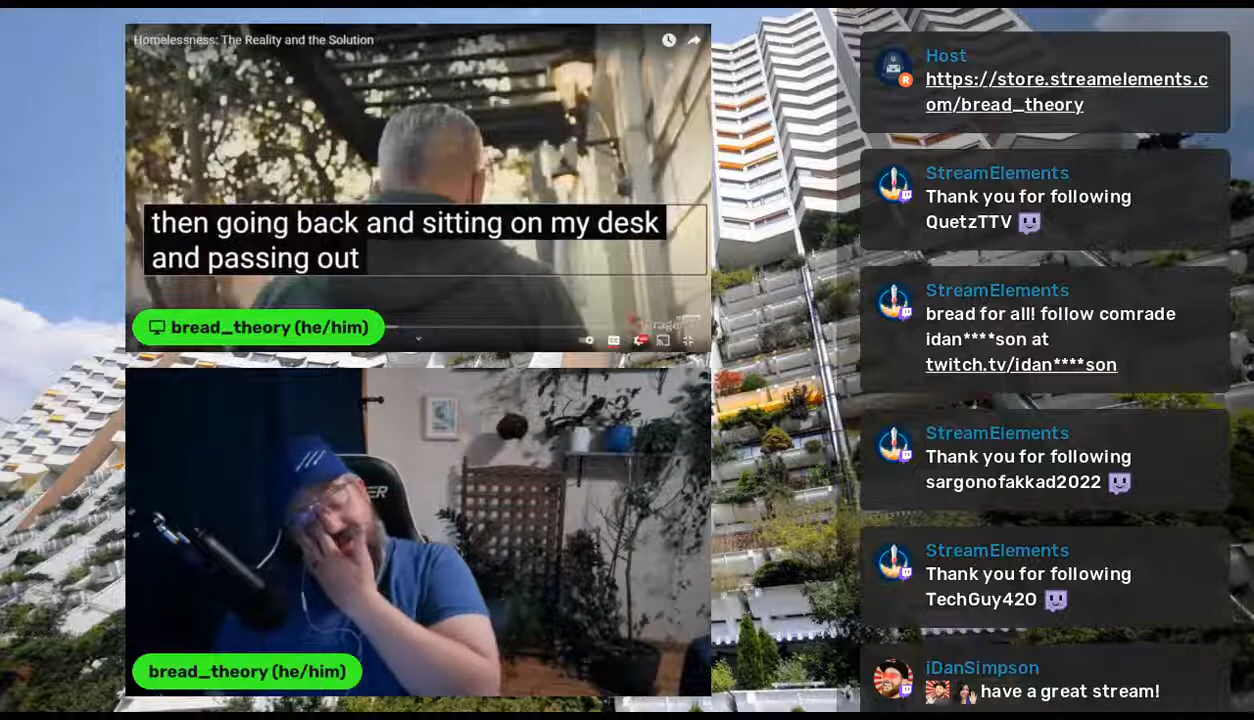 Homelessness: The Reality and the Solution
then going back and sitting on my desk
and passing out
bread_theory (he/him)
bread_theory (he/him)
Host
https://store.streamelements.c
om/bread_theory
StreamElements
Thank you for following
QuetzTTV
StreamElements
bread for all! follow comrade
idan****son at
twitch.tv/idan****son
StreamElements
Thank you for following
sargonofakkad2022
StreamElements
Thank you for following
TechGuy420
iDanSimpson
have a great stream!